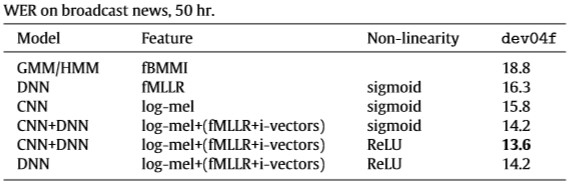 WER on broadcast news, 50 hr.
Model Feature Non-linearity dev04f
GMM/HMM fBMMI 18.8
DNN fMLLR sigmoid 16.3
CNN log-mel sigmoid 15.8
CNN+DNN log-mel+(fMLLR+i-vectors) sigmoid 14.2
CNN+DNN log-mel+(fMLLR+i-vectors) ReLU 13.6
DNN log-mel+(fMLLR+i-vectors) ReLU 14.2